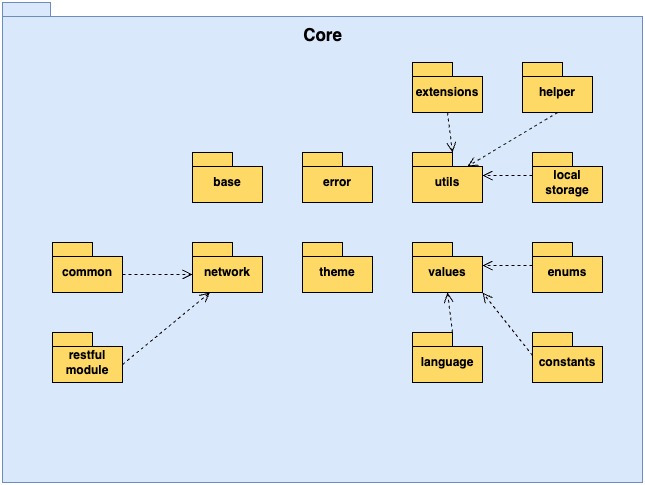 Core
extensions
helper
base
error
utils
local
storage
common
network
theme
values
enums
restful
module
language
constants